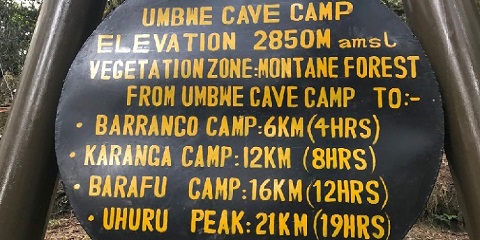 UMBWE CAVE CAMP
ELEVATION 2850M amsl
VEGETATION ZONE:MONTANE FOREST
FROM UMBWE CAVE CAMP TO:-
• BARRANCO CAMP:6KM(4HRS)
• KARANGA CAMP:12KM (8HRS)
• BARAFU CAMP:16KM(12HRS)
• UHURU PEAK:21KM(19HRS)